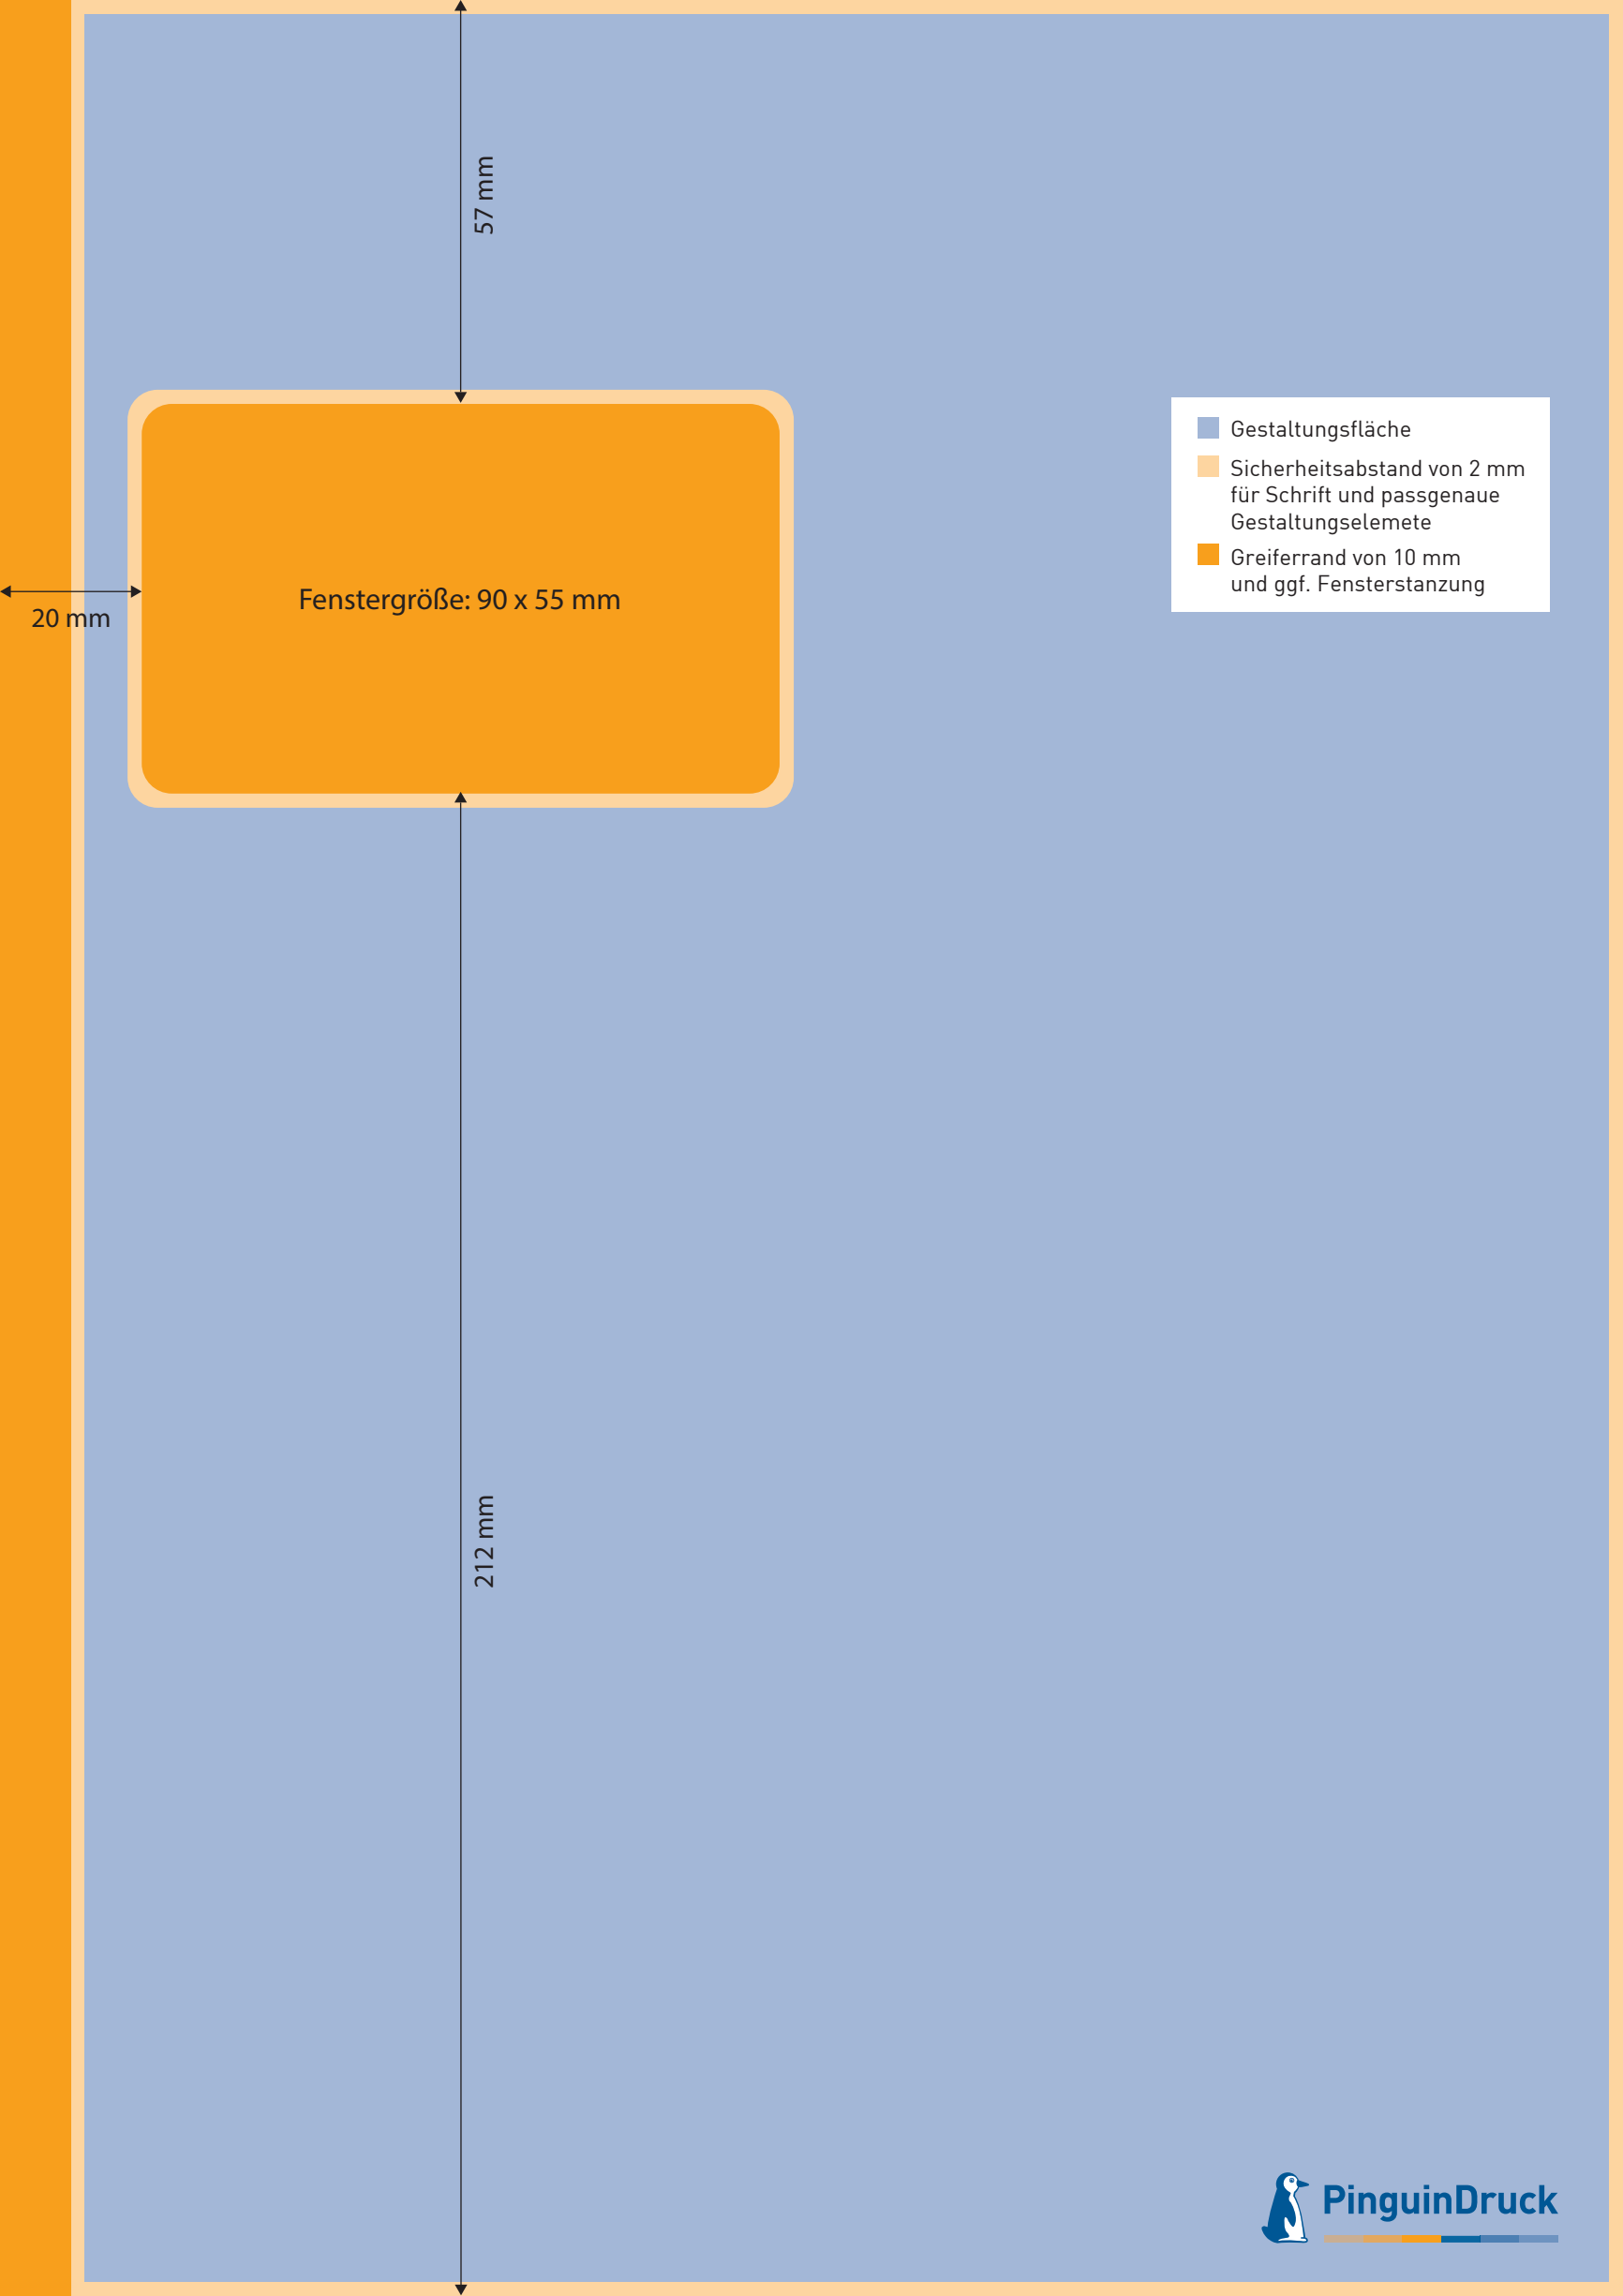 57 mm
Gestaltungsfläche
Sicherheitsabstand von 2 mm
für Schrift und passgenaue
Gestaltungselemete
Greiferrand von 10 mm
und ggf. Fensterstanzung
Fenstergröße: 90 x 55 mm
20 mm
212 mm
PinguinDruck